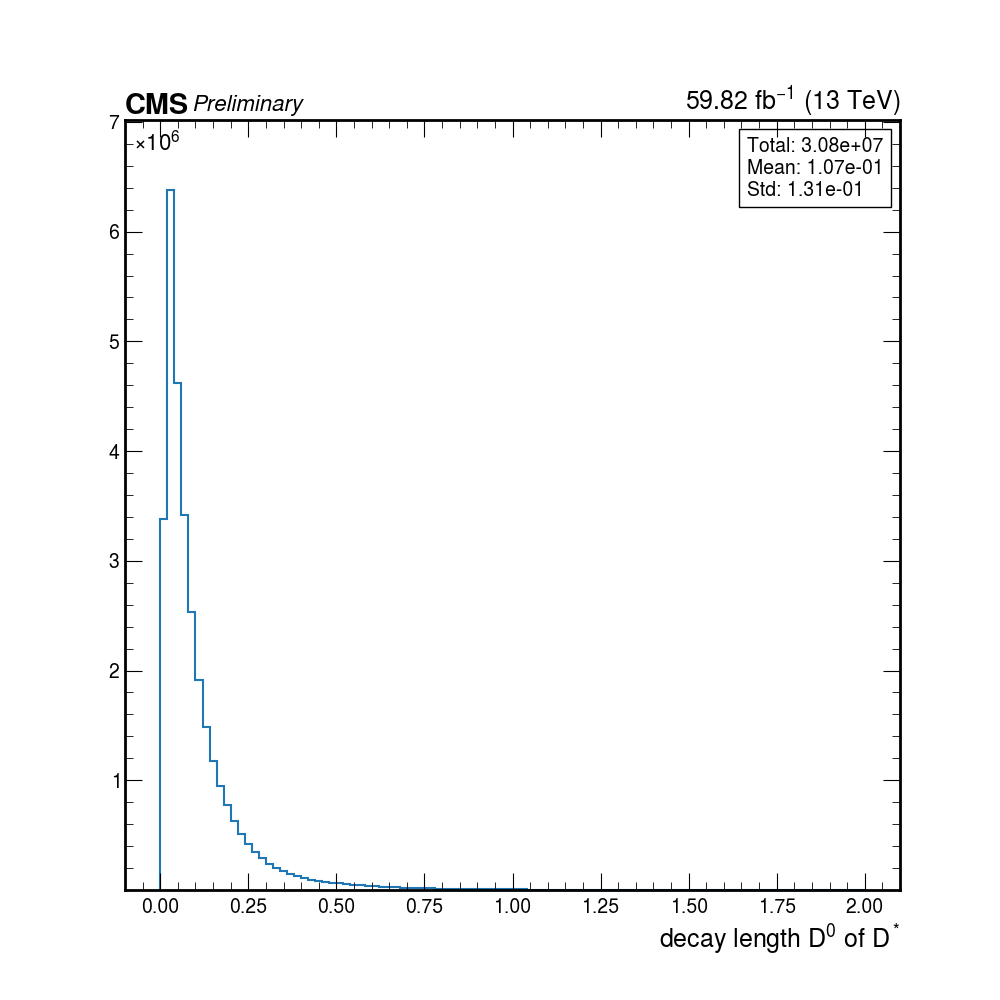 CMS Preliminary 59.82 fb⁻¹ (13 TeV)
×10⁶
Total: 3.08e+07
Mean: 1.07e-01
Std: 1.31e-01
7
6
5
4
3
2
1
0.00 0.25 0.50 0.75 1.00 1.25 1.50 1.75 2.00
decay length D⁰ of D*